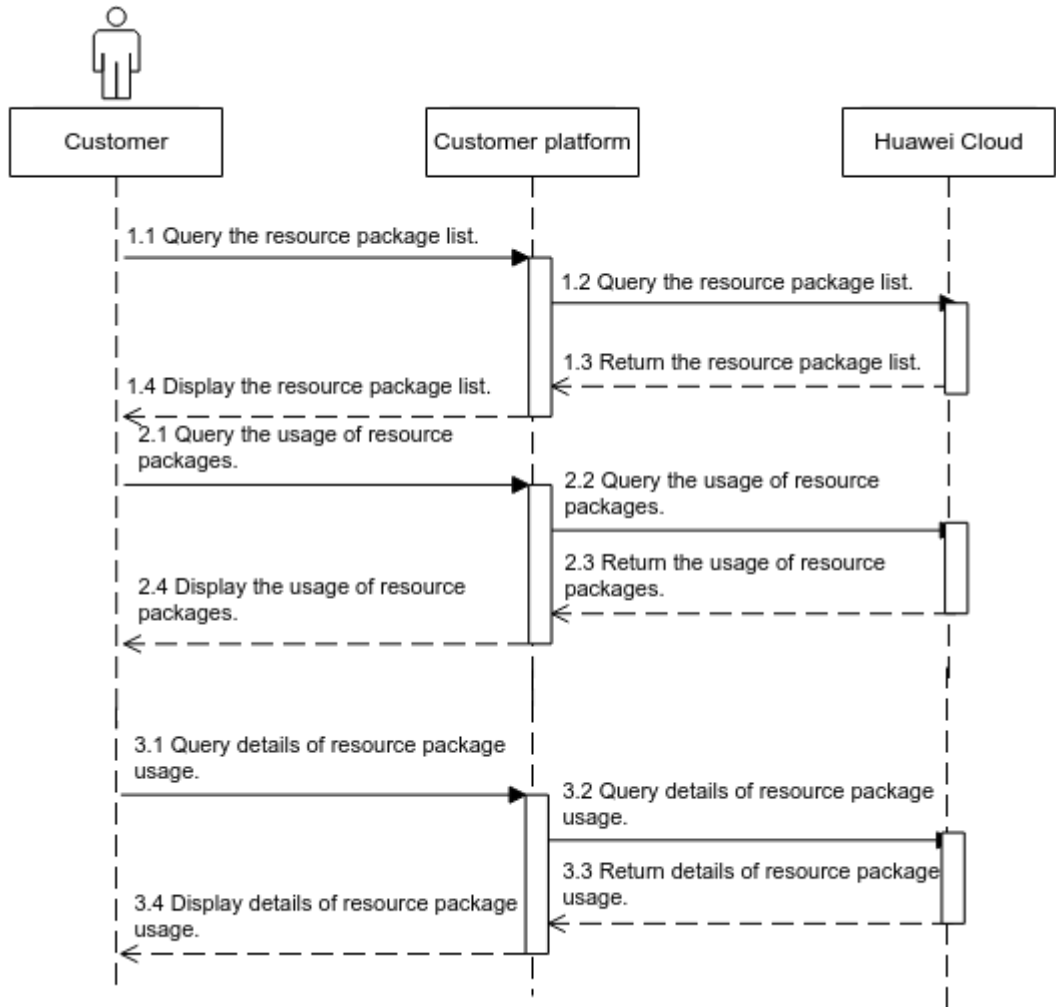 Customer
Customer platform
Huawei Cloud
1.1 Query the resource package list.
1.2 Query the resource package list.
1.3 Return the resource package list.
1.4 Display the resource package list.
2.1 Query the usage of resource
packages.
2.2 Query the usage of resource
packages.
2.3 Return the usage of resource
packages.
2.4 Display the usage of resource
packages.
3.1 Query details of resource package
usage.
3.2 Query details of resource package
usage.
3.3 Return details of resource package
usage.
3.4 Display details of resource package
usage.